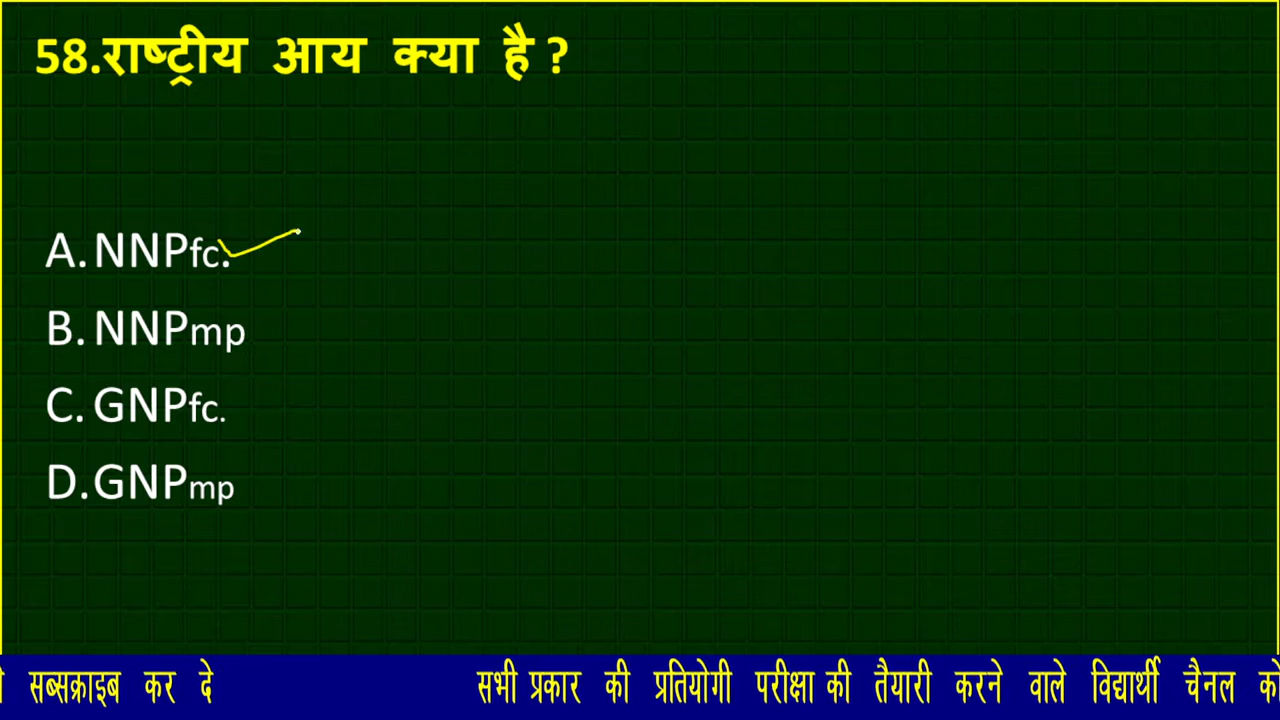 58.राष्ट्रीय आय क्या है ?
A. NNPfc.
B. NNPmp
C. GNPfc.
D. GNPmp
सब्सक्राइब कर दे सभी प्रकार की प्रतियोगी परीक्षा की तैयारी करने वाले विद्यार्थी चैनल को